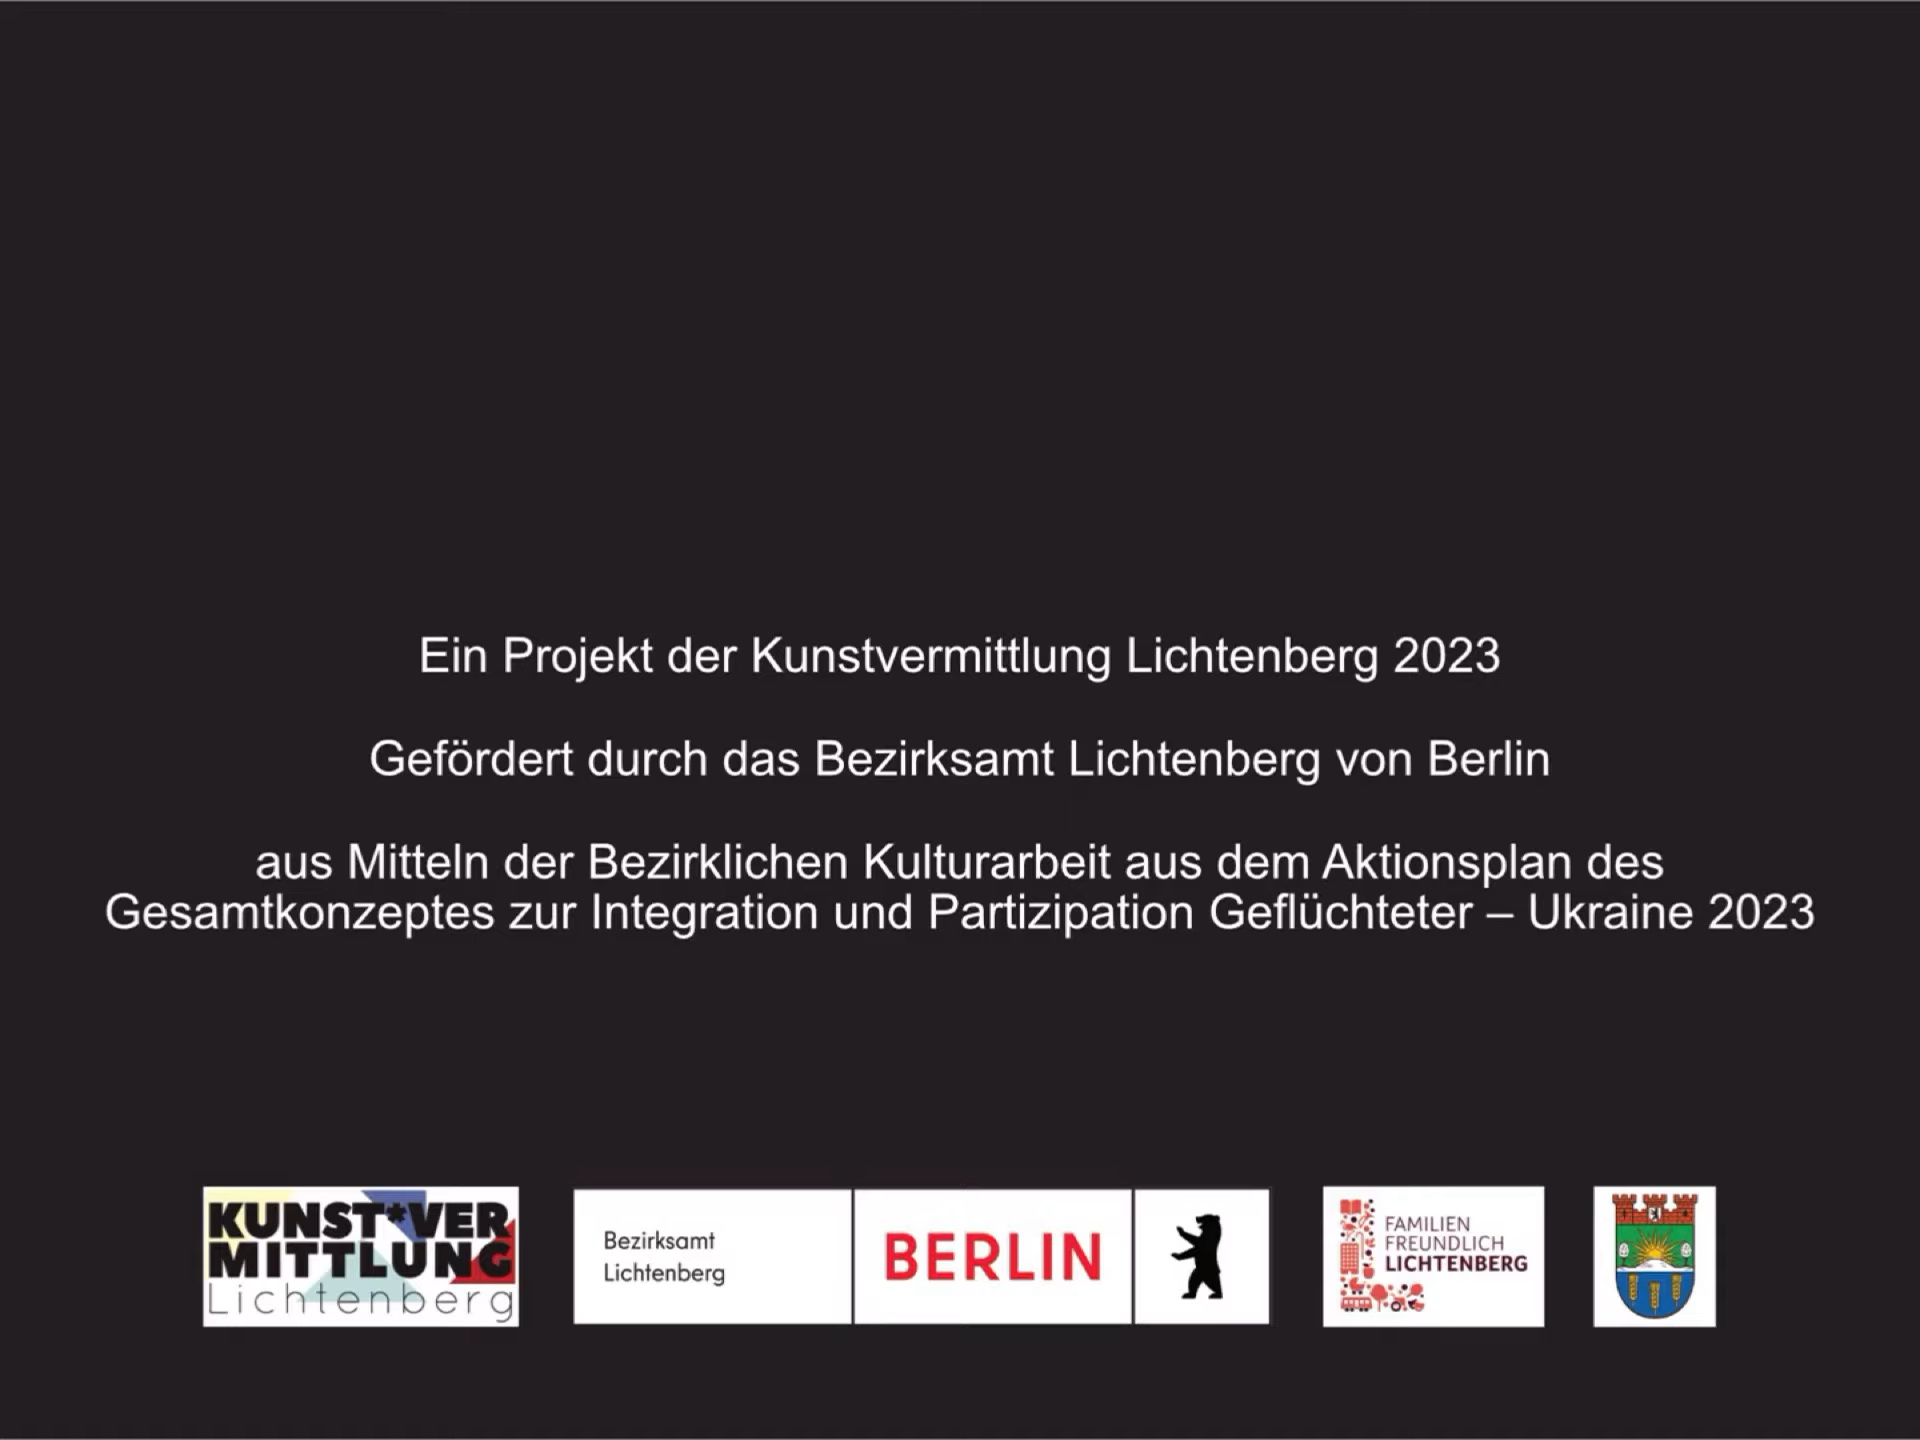 Ein Projekt der Kunstvermittlung Lichtenberg 2023
Gefördert durch das Bezirksamt Lichtenberg von Berlin
aus Mitteln der Bezirklichen Kulturarbeit aus dem Aktionsplan des
Gesamtkonzeptes zur Integration und Partizipation Geflüchteter – Ukraine 2023
KUNST*VER
MITTLUNG
Lichtenberg
Bezirksamt
Lichtenberg
BERLIN
FAMILIEN
FREUNDLICH
LICHTENBERG